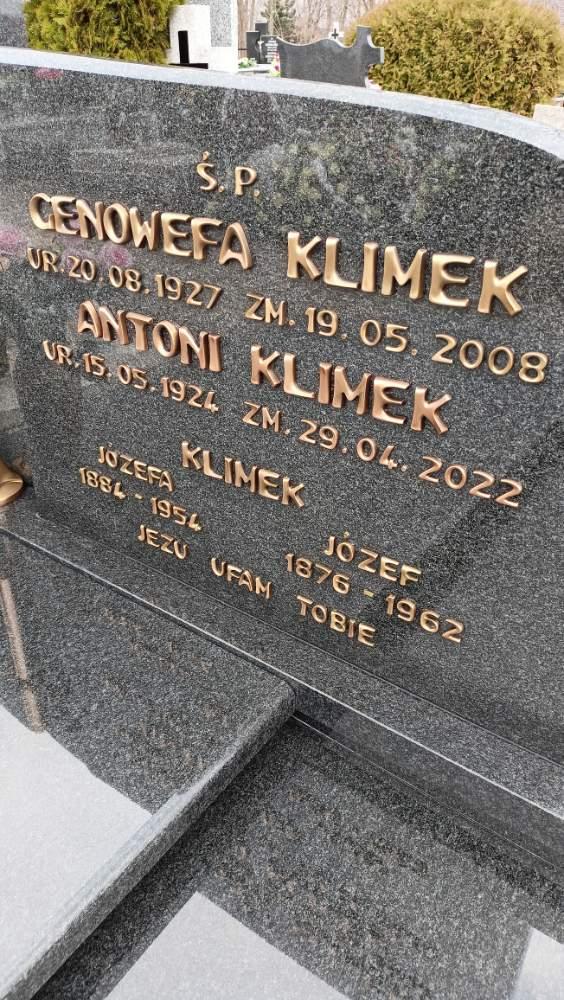 Ś. P.
GENOWEFA KLIMEK
UR. 20. 08. 1927 ZM. 19. 05. 2008
ANTONI KLIMEK
UR. 15. 05. 1924 ZM. 29. 04. 2022
KLIMEK
JÓZEFA JÓZEF
1884 - 1954 1876 - 1962
JEZU UFAM TOBIE